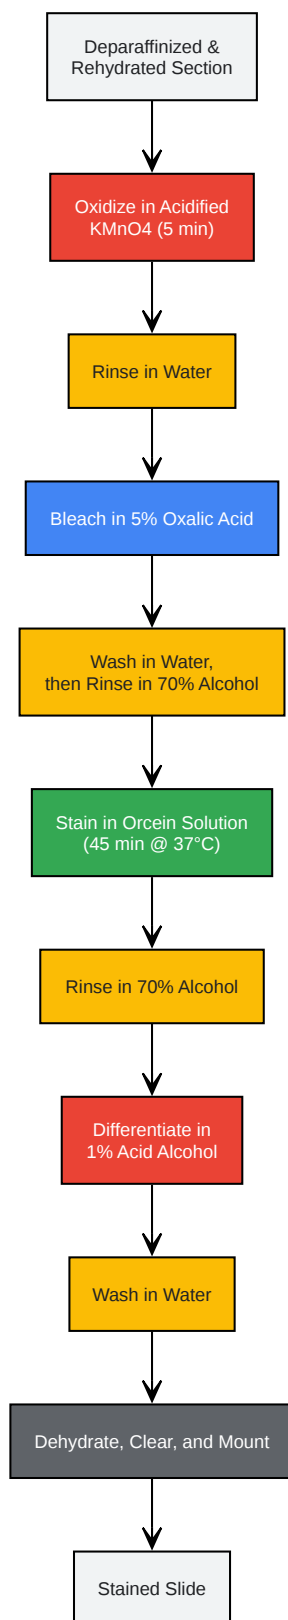 Deparaffinized &
Rehydrated Section
Oxidize in Acidified
KMnO4 (5 min)
Rinse in Water
Bleach in 5% Oxalic Acid
Wash in Water,
then Rinse in 70% Alcohol
Stain in Orcein Solution
(45 min @ 37°C)
Rinse in 70% Alcohol
Differentiate in
1% Acid Alcohol
Wash in Water
Dehydrate, Clear, and Mount
Stained Slide